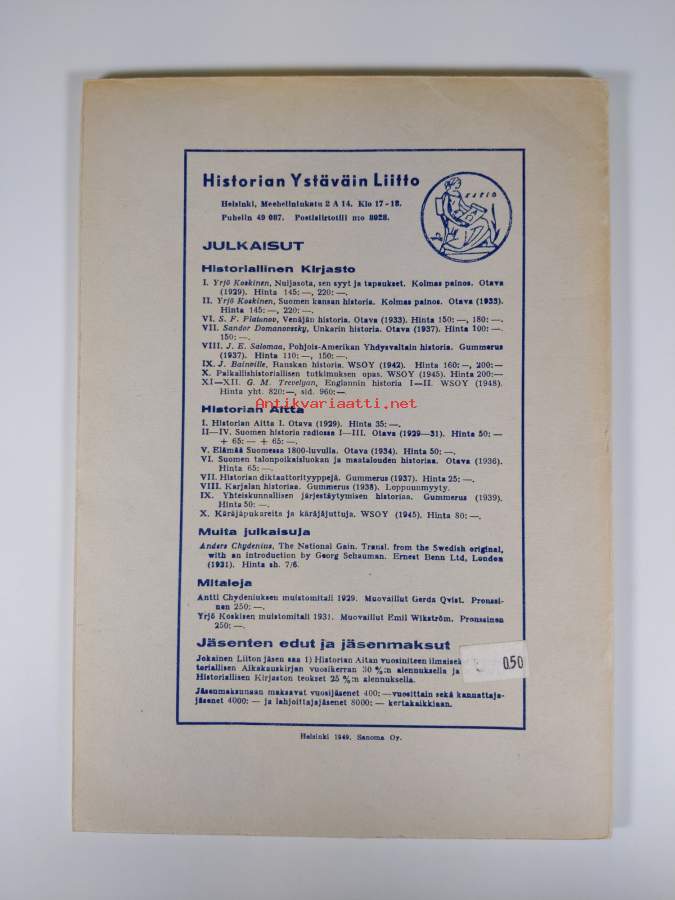 Historian Ystäväin Liitto
Helsinki, Mechelininkatu 2 A 14. Klo 17-18.
Puhelin 49 087. Postisiirtotili n:o 8028.
CLIO
JULKAISUT
Historiallinen Kirjasto
I. Yrjö Koskinen, Nuijasota, sen syyt ja tapaukset. Kolmas painos. Otava
(1929). Hinta 145:—, 220:—.
II. Yrjö Koskinen, Suomen kansan historia. Kolmas painos. Otava (1933).
Hinta 145:—, 220:—.
VI. S. F. Platonov, Venäjän historia. Otava (1933). Hinta 150:—, 180:—.
VII. Sandor Domanovszky, Unkarin historia. Otava (1937). Hinta 100:—,
150:—.
VIII. J. E. Salomaa, Pohjois-Amerikan Yhdysvaltain historia. Gummerus
(1937). Hinta 110:—, 150:—.
IX. J. Bainville, Ranskan historia. WSOY (1942). Hinta 160:—, 200:—
X. Paikallishistoriallisen tutkimuksen opas. WSOY (1945). Hinta 200:—
XI—XII. G. M. Trevelyan, Englannin historia I—II. WSOY (1948).
Hinta yht. 820:—, sid. 960:—.
Antikvariaatti.net
Historian Aitta
I. Historian Aitta I. Otava (1929). Hinta 35:—.
II—IV. Suomen historia radiossa I—III. Otava (1929—31). Hinta 50:—
+ 65:— + 65:—.
V. Elämää Suomessa 1800-luvulla. Otava (1934). Hinta 50:—.
VI. Suomen talonpoikaisluokan ja maatalouden historiaa. Otava (1936).
Hinta 65:—.
VII. Historian diktaattorityyppejä. Gummerus (1937). Hinta 25:—.
VIII. Karjalan historiaa. Gummerus (1938). Loppuunmyyty.
IX. Yhteiskunnallisen järjestäytymisen historiaa. Gummerus (1939).
Hinta 50:—.
X. Käräjäpukareita ja käräjäjuttuja. WSOY (1945). Hinta 80:—.
Muita julkaisuja
Anders Chydenius, The National Gain. Transl. from the Swedish original,
with an introduction by Georg Schauman. Ernest Benn Ltd, London
(1931). Hinta sh. 7/6.
Mitaleja
Antti Chydeniuksen muistomitali 1929. Muovaillut Gerda Qvist. Pronssi-
nen 250:—.
Yrjö Koskisen muistomitali 1931. Muovaillut Emil Wikström. Pronssinen
250:—.
Jäsenten edut ja jäsenmaksut
Jokainen Liiton jäsen saa 1) Historian Aitan vuosiniteen ilmaisek
toriallisen Aikakauskirjan vuosikerran 30 %:n alennuksella ja
Historiallisen Kirjaston teokset 25 %:n alennuksella.
050
Jäsenmaksunaan maksavat vuosijäsenet 400:— vuosittain sekä kannattaja-
jäsenet 4000:— ja lahjoittajajäsenet 8000:— kertakaikkiaan.
Helsinki 1949. Sanoma Oy.